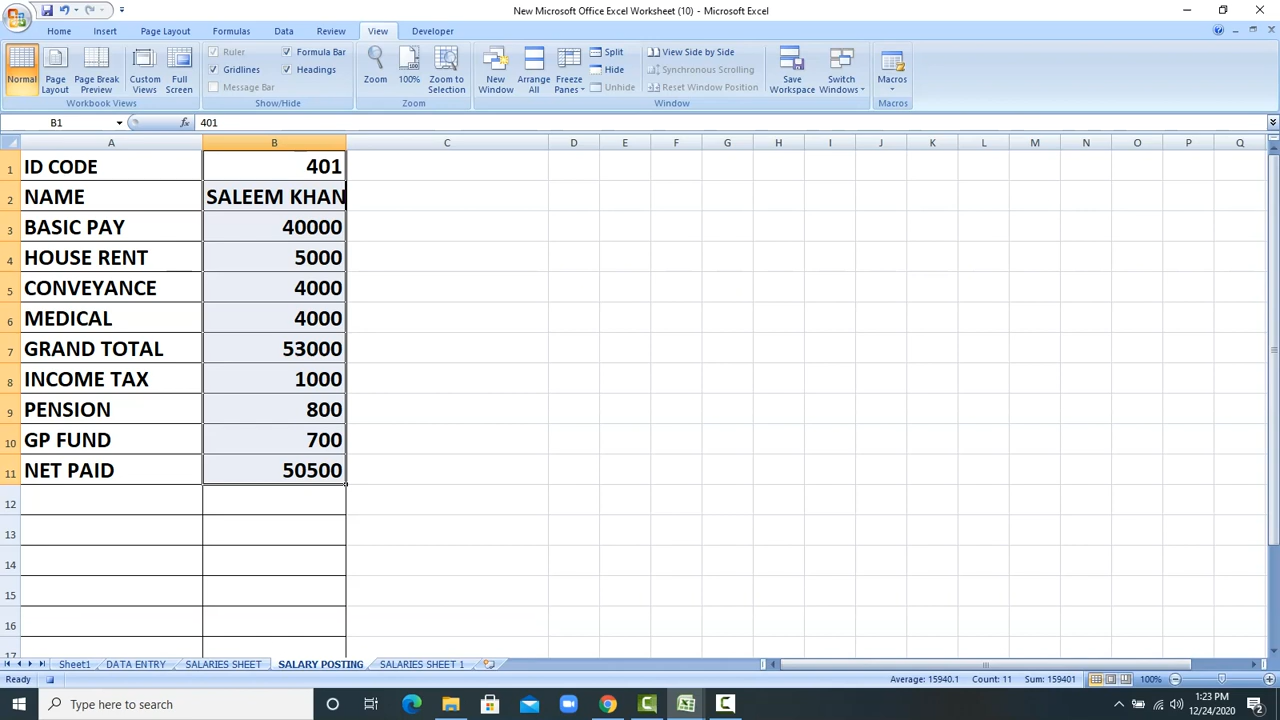 New Microsoft Office Excel Worksheet (10) - Microsoft Excel
Home Insert Page Layout Formulas Data Review View Developer
Normal
Page Layout
Page Break Preview
Custom Views
Full Screen
Workbook Views
Ruler
Formula Bar
Gridlines
Headings
Message Bar
Show/Hide
Zoom
100%
Zoom to Selection
Zoom
New Window
Arrange All
Freeze Panes
Split
Hide
Unhide
View Side by Side
Synchronous Scrolling
Reset Window Position
Save Workspace
Switch Windows
Window
Macros
Macros
B1 fx 401
A B C D E F G H I J K L M N O P Q
1 ID CODE 401
2 NAME SALEEM KHAN
3 BASIC PAY 40000
4 HOUSE RENT 5000
5 CONVEYANCE 4000
6 MEDICAL 4000
7 GRAND TOTAL 53000
8 INCOME TAX 1000
9 PENSION 800
10 GP FUND 700
11 NET PAID 50500
12
13
14
15
16
17
Sheet1 DATA ENTRY SALARIES SHEET SALARY POSTING SALARIES SHEET 1
Ready Average: 15940.1 Count: 11 Sum: 159401 100%
Type here to search
1:23 PM
12/24/2020
2